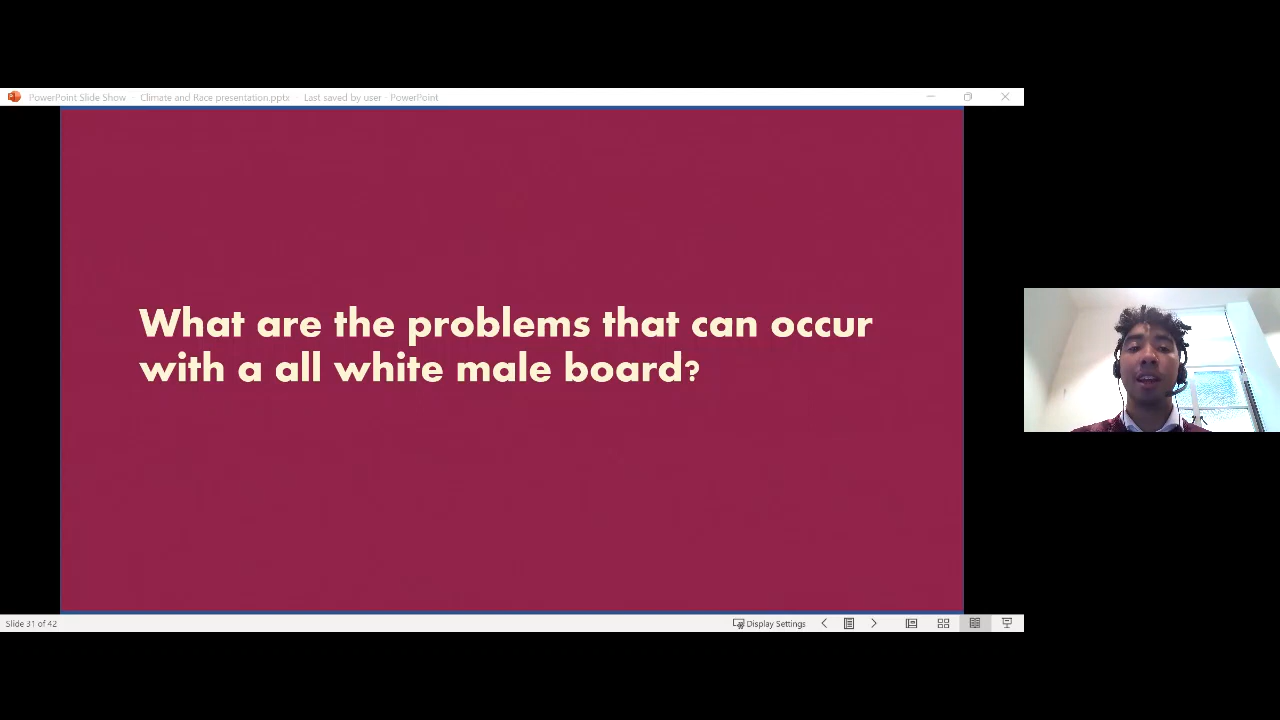 PowerPoint Slide Show - Climate and Race presentation.pptx - Last saved by user - PowerPoint
What are the problems that can occur
with a all white male board?
Slide 31 of 42
Display Settings